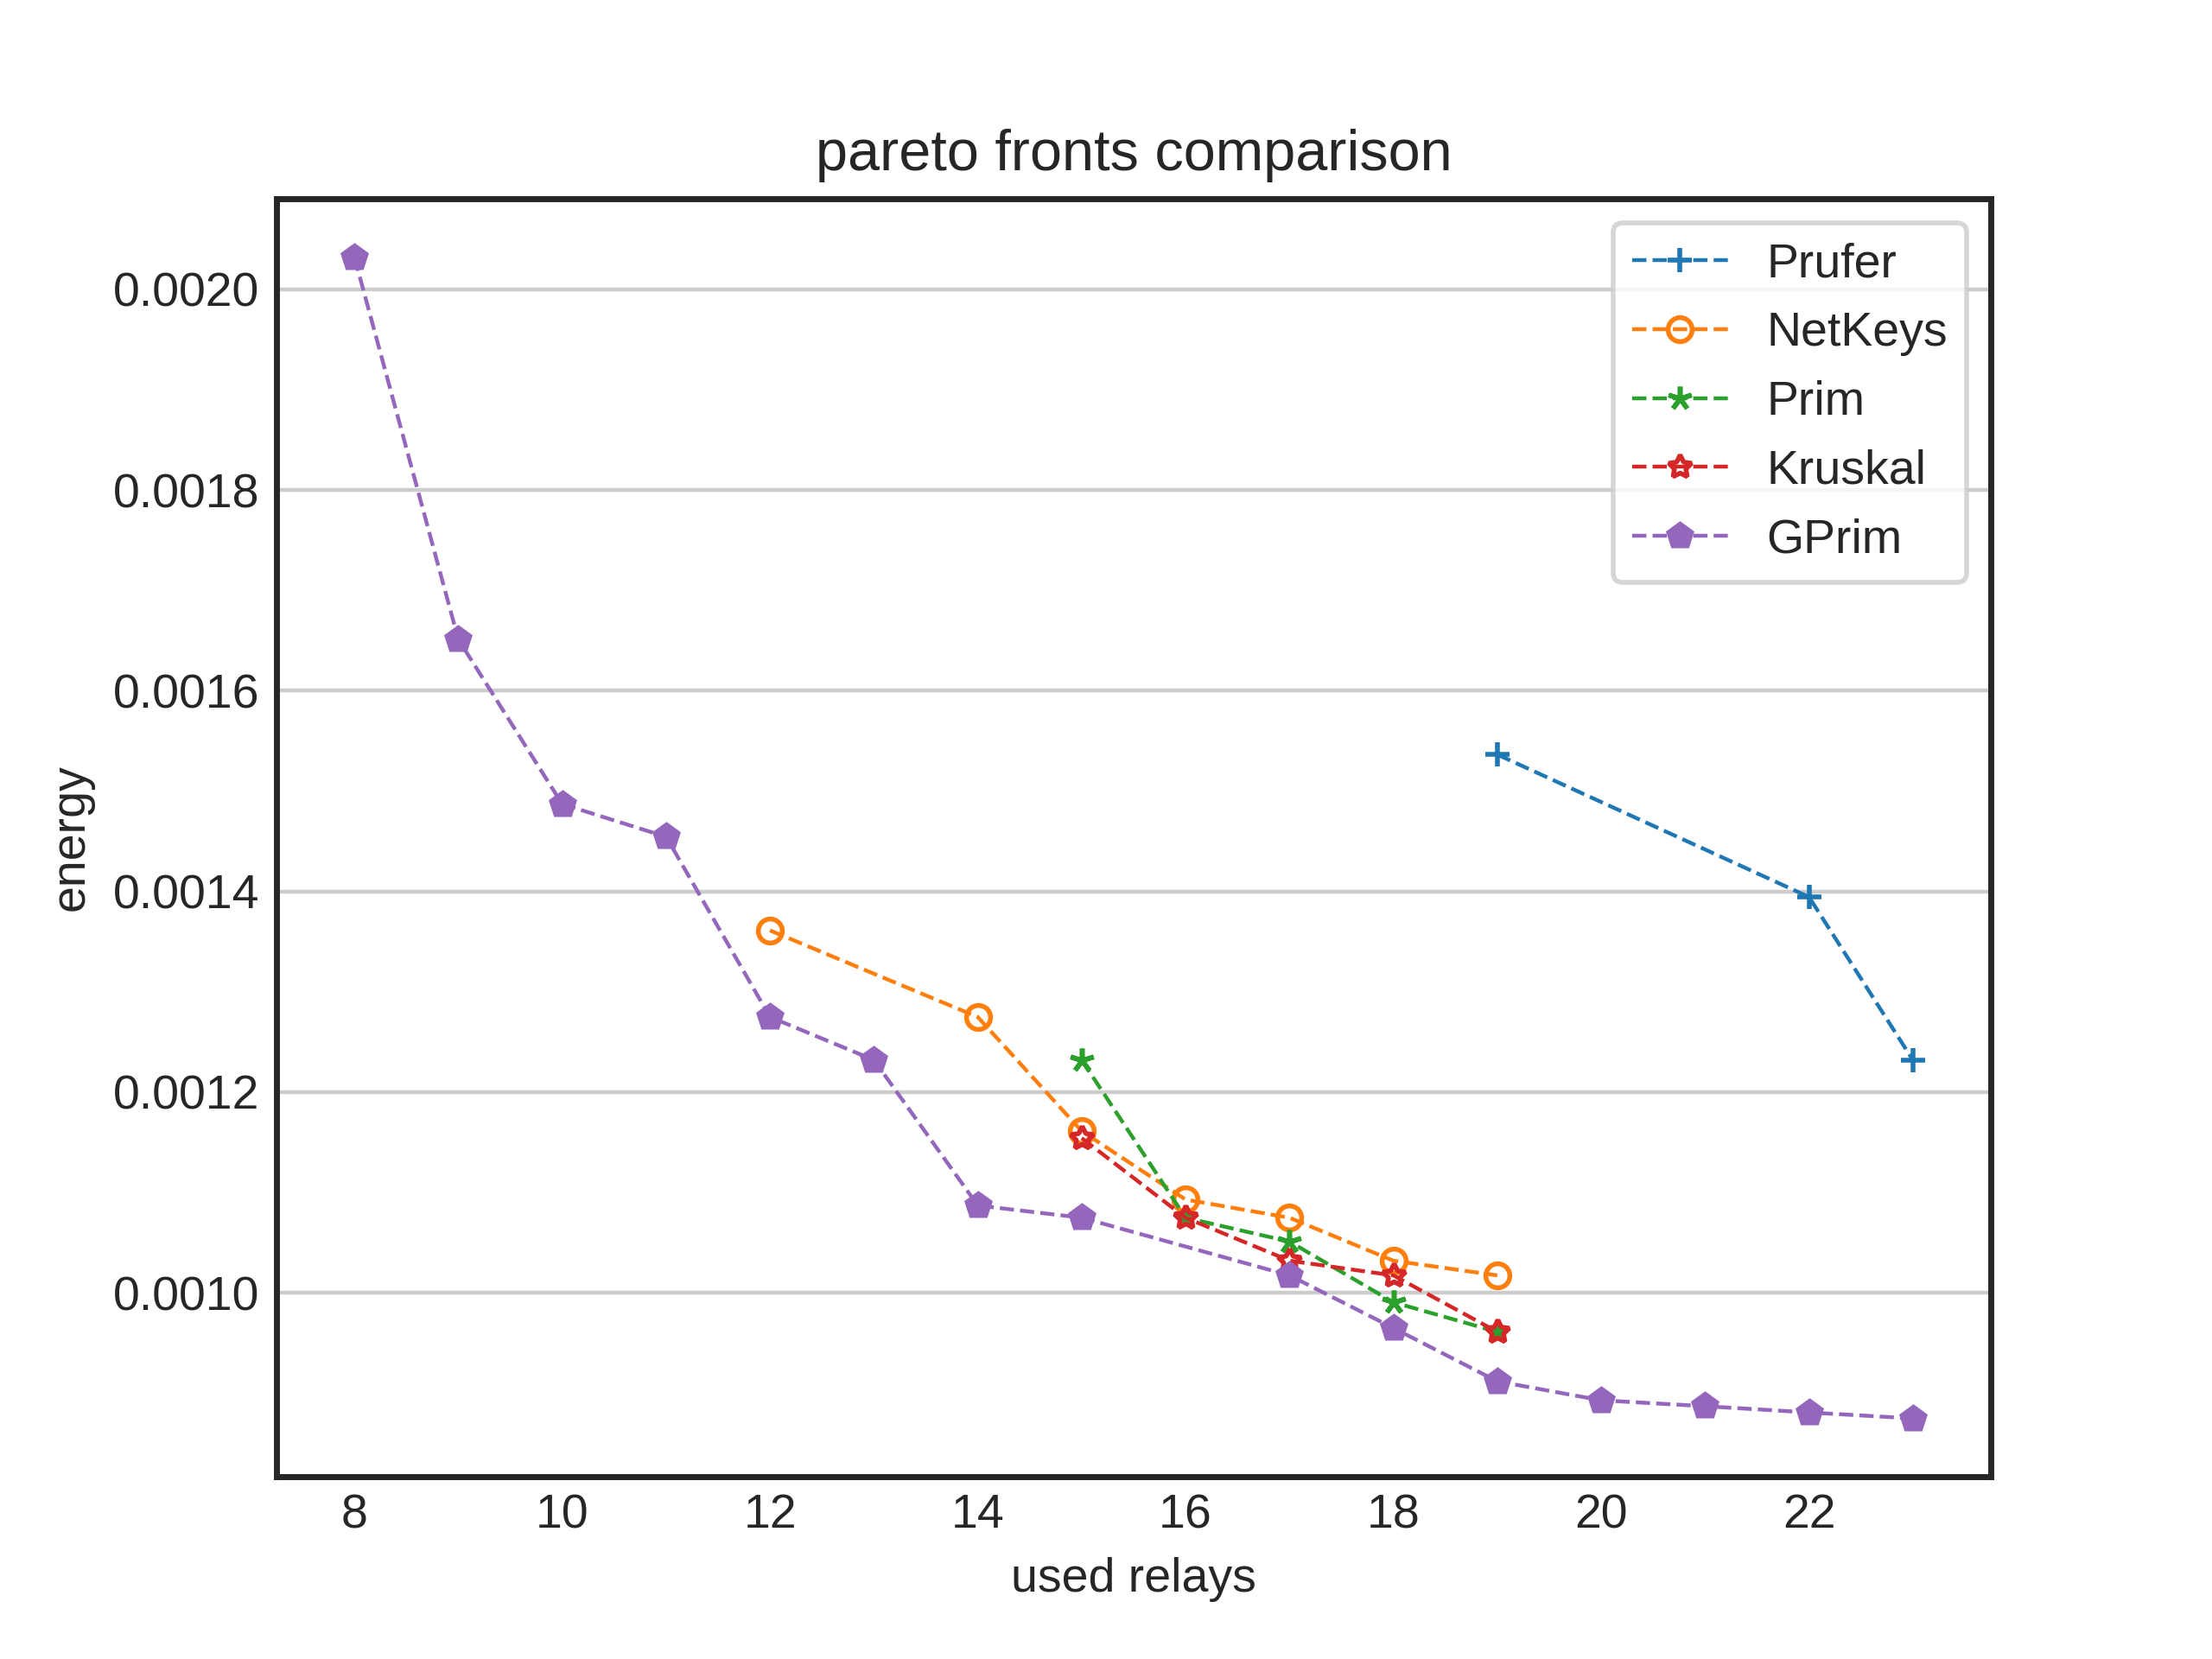 pareto fronts comparison
Prufer
NetKeys
Prim
Kruskal
GPrim
0.0020
0.0018
0.0016
0.0014
0.0012
0.0010
energy
8 10 12 14 16 18 20 22
used relays